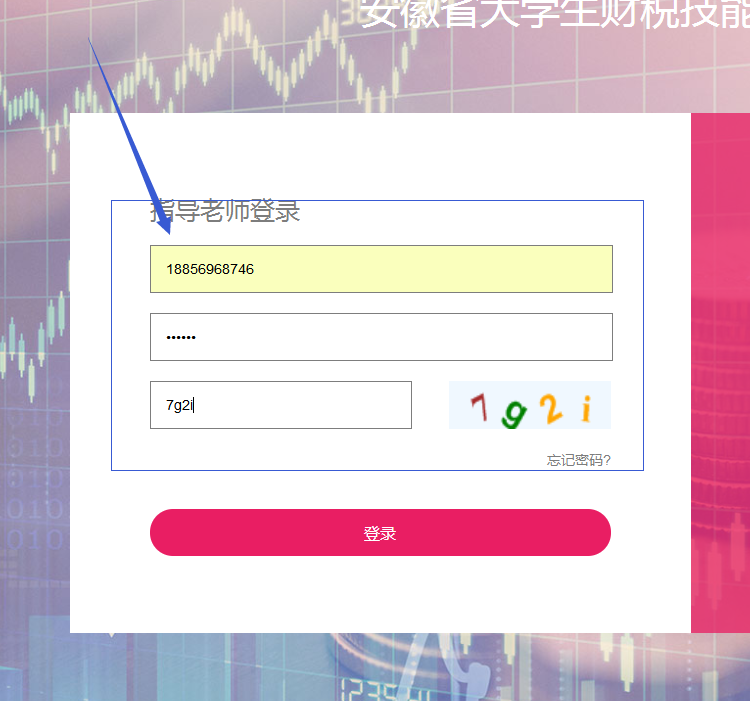 安徽省大学生财税技能
指导老师登录
18856968746
••••••
7g2i
7g2i
忘记密码?
登录